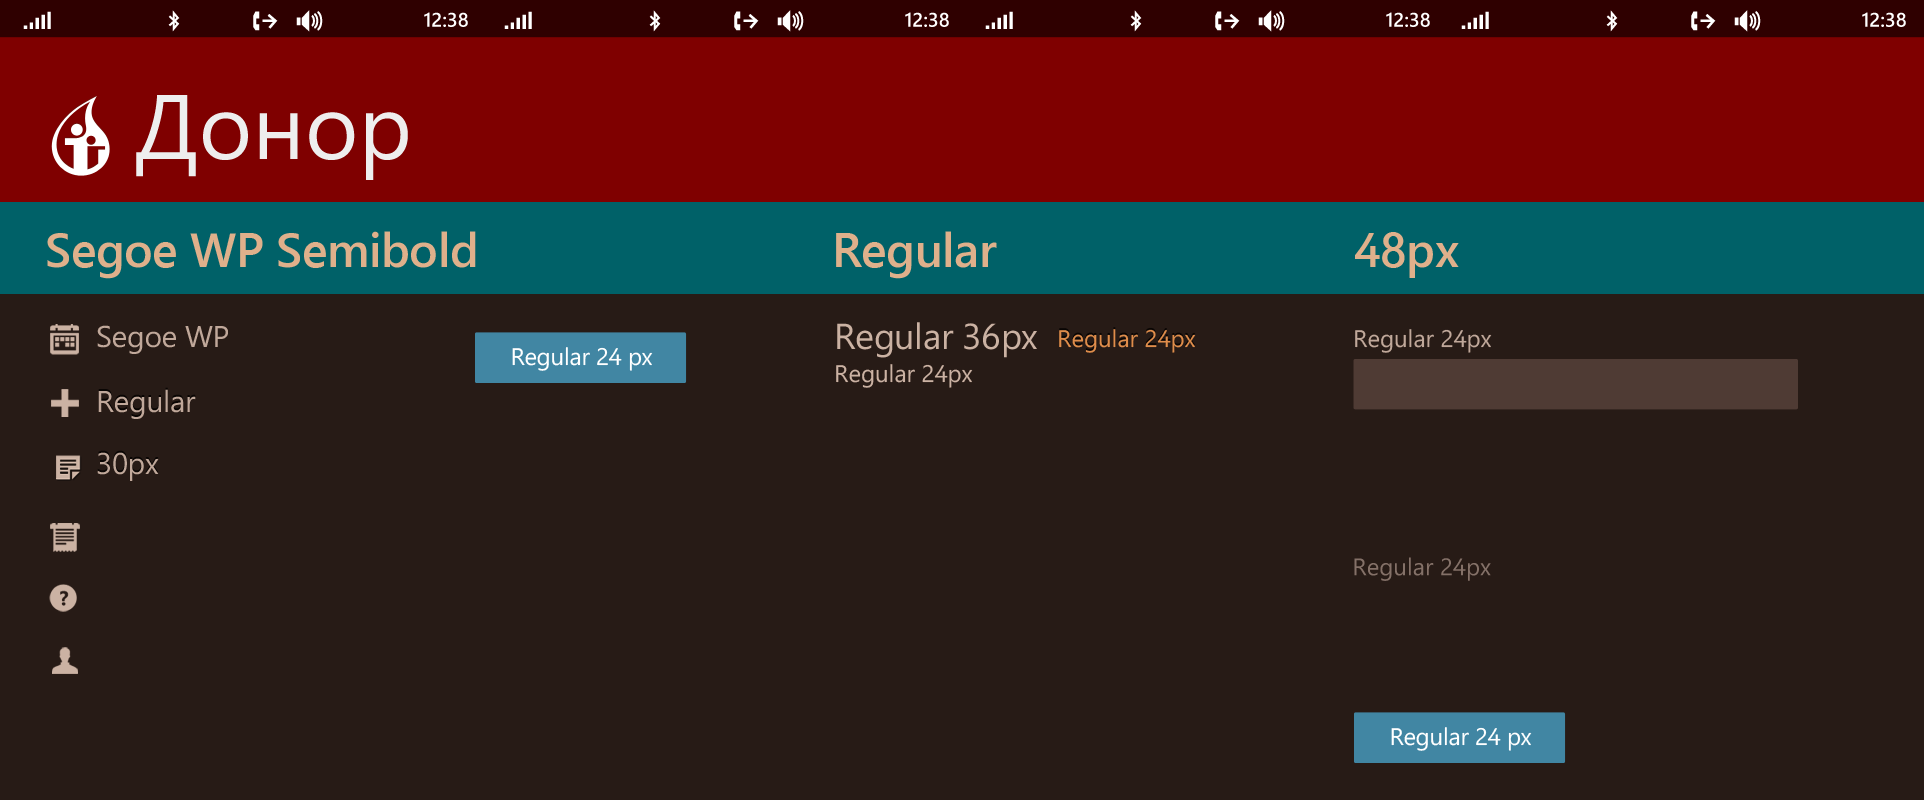 12:38
12:38
12:38
12:38
Донор
Segoe WP Semibold
Regular
48px
Segoe WP
Regular
30px
Regular 24 px
Regular 36px
Regular 24px
Regular 24px
Regular 24px
Regular 24px
Regular 24 px